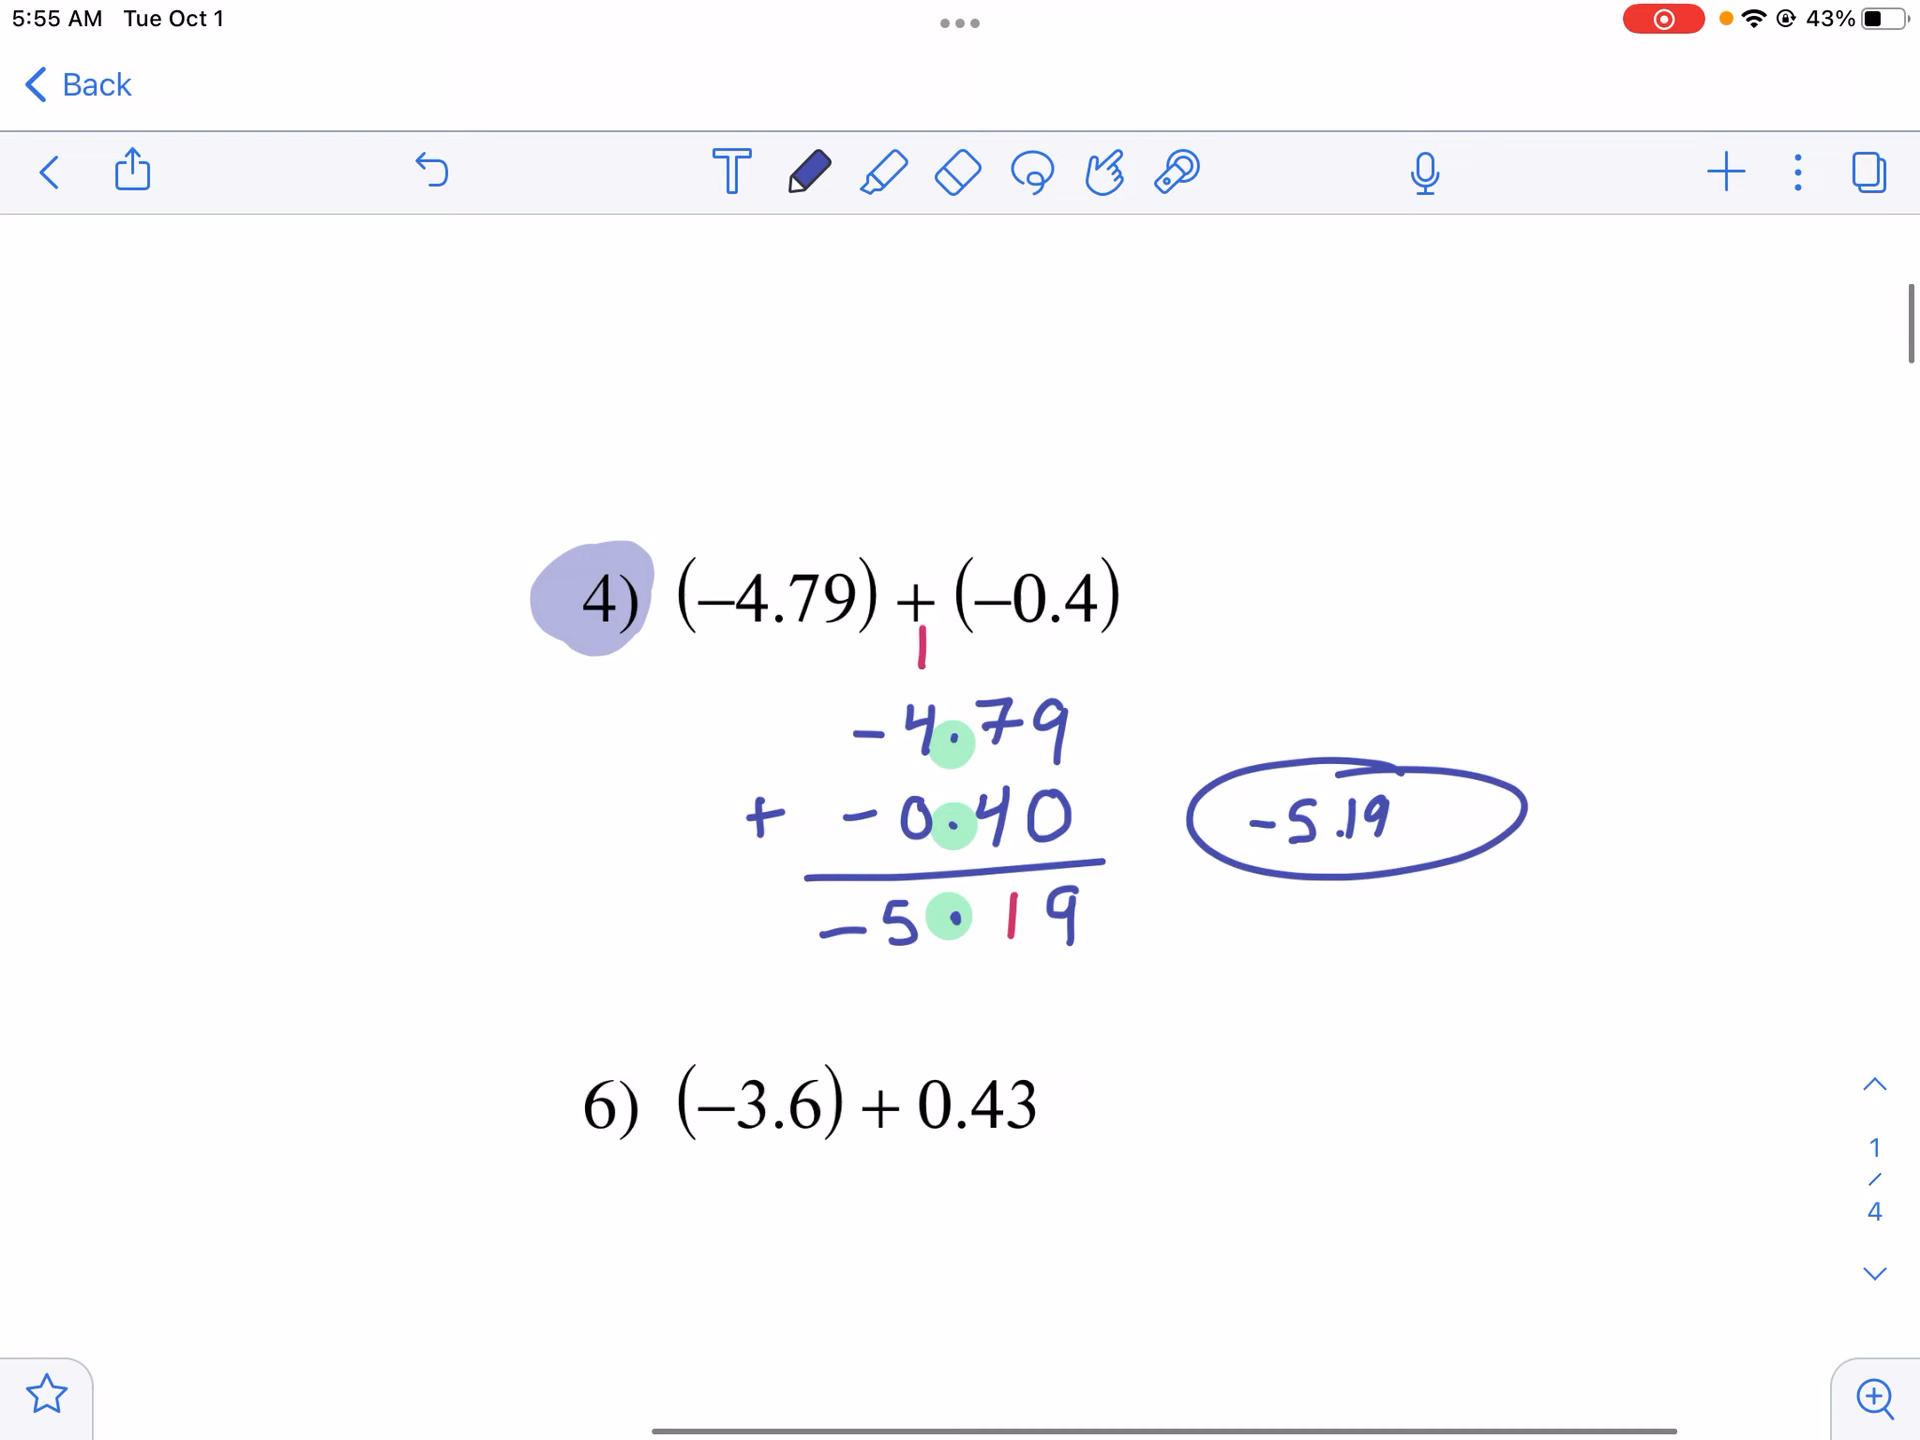 5:55 AM Tue Oct 1
43%
Back
T
4) (−4.79) + (−0.4)
1
-4.79
+ -0.40
-5.19
-5.19
6) (−3.6) + 0.43
1
/
4